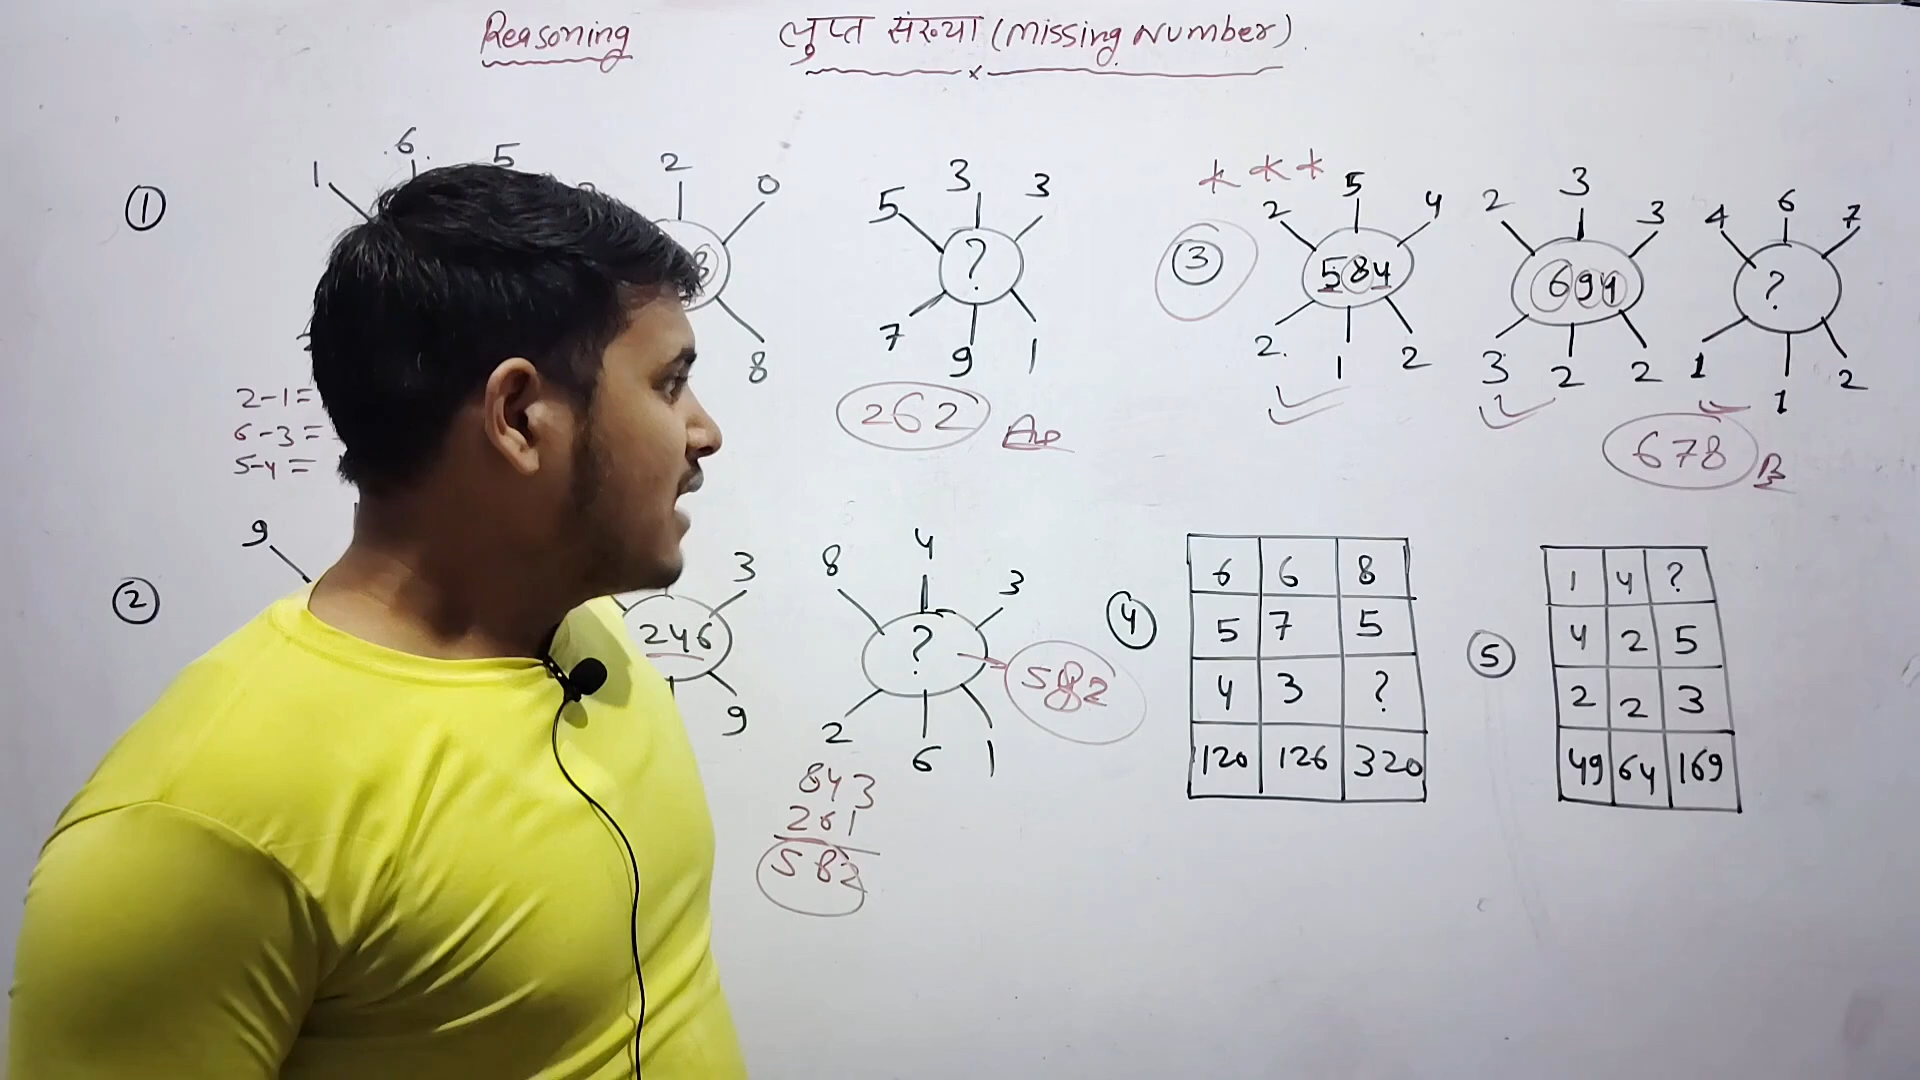 Reasoning
लुप्त संख्या (Missing Number)
1
1 6 5
2 0
8
8
2-1=
6-3=
5-4=
5 3 3
?
7 9 1
262 Ans
* * *
3
2 5 4
584
2 1 2
2 3 3
694
3 2 2
4 6 7
?
1 1 2
678
2
9
3
246
9
8 4 3
?
582
2 6 1
843
261
582
4
6 6 8
5 7 5
4 3 ?
120 126 320
5
1 4 ?
4 2 5
2 2 3
49 64 169